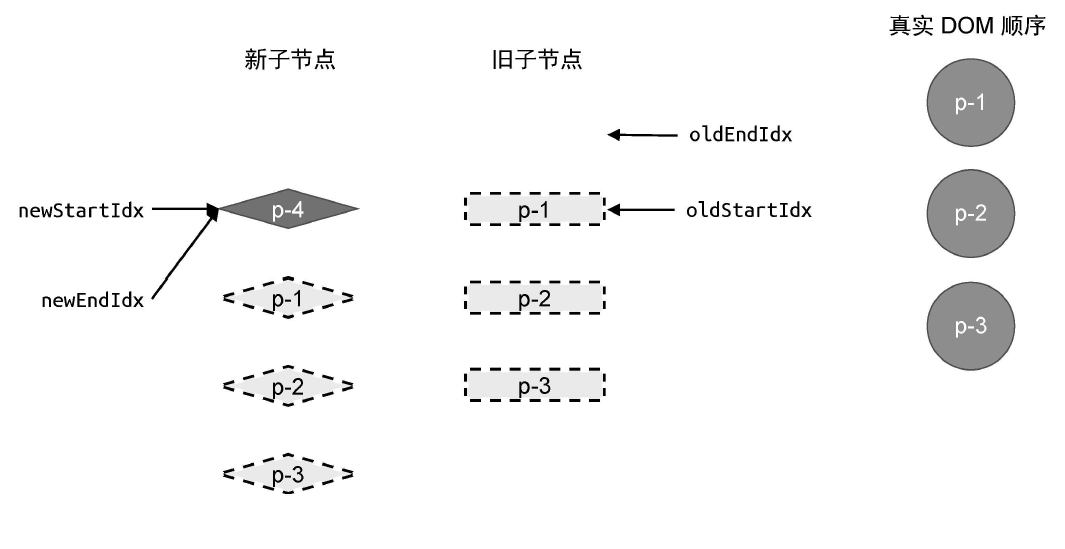 真实 DOM 顺序
新子节点
旧子节点
p-1
oldEndIdx
newStartIdx
p-4
p-1
oldStartIdx
p-2
newEndIdx
p-1
p-2
p-3
p-2
p-3
p-3